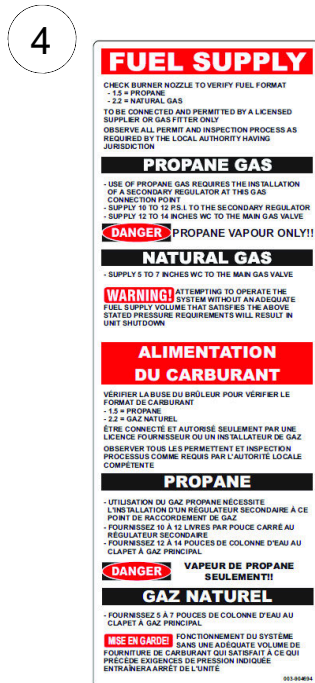 4
FUEL SUPPLY
CHECK BURNER NOZZLE TO VERIFY FUEL FORMAT
- 1.5 = PROPANE
- 2.2 = NATURAL GAS
TO BE CONNECTED AND PERMITTED BY A LICENSED
SUPPLIER OR GAS FITTER ONLY
OBSERVE ALL PERMIT AND INSPECTION PROCESS AS
REQUIRED BY THE LOCAL AUTHORITY HAVING
JURISDICTION
PROPANE GAS
- USE OF PROPANE GAS REQUIRES THE INSTALLATION
OF A SECONDARY REGULATOR AT THIS GAS
CONNECTION POINT
- SUPPLY 10 TO 12 P.S.I. TO THE SECONDARY REGULATOR
- SUPPLY 12 TO 14 INCHES WC TO THE MAIN GAS VALVE
DANGER PROPANE VAPOUR ONLY!!
NATURAL GAS
- SUPPLY 5 TO 7 INCHES WC TO THE MAIN GAS VALVE
WARNING! ATTEMPTING TO OPERATE THE
SYSTEM WITHOUT AN ADEQUATE
FUEL SUPPLY VOLUME THAT SATISFIES THE ABOVE
STATED PRESSURE REQUIREMENTS WILL RESULT IN
UNIT SHUTDOWN
ALIMENTATION
DU CARBURANT
VÉRIFIER LA BUSE DU BRÛLEUR POUR VÉRIFIER LE
FORMAT DE CARBURANT
- 1.5 = PROPANE
- 2.2 = GAZ NATUREL
ÊTRE CONNECTÉ ET AUTORISÉ SEULEMENT PAR UNE
LICENCE FOURNISSEUR OU UN INSTALLATEUR DE GAZ
OBSERVER TOUS LES PERMETTENT ET INSPECTION
PROCESSUS COMME REQUIS PAR L'AUTORITÉ LOCALE
COMPÉTENTE
PROPANE
- UTILISATION DU GAZ PROPANE NÉCESSITE
L'INSTALLATION D'UN RÉGULATEUR SECONDAIRE À CE
POINT DE RACCORDEMENT DE GAZ
- FOURNISSEZ 10 À 12 LIVRES PAR POUCE CARRÉ AU
RÉGULATEUR SECONDAIRE
- FOURNISSEZ 12 À 14 POUCES DE COLONNE D'EAU AU
CLAPET À GAZ PRINCIPAL
DANGER VAPEUR DE PROPANE
SEULEMENT!!
GAZ NATUREL
- FOURNISSEZ 5 À 7 POUCES DE COLONNE D'EAU AU
CLAPET À GAZ PRINCIPAL
MISE EN GARDE! FONCTIONNEMENT DU SYSTÈME
SANS UNE ADÉQUATE VOLUME DE
FOURNITURE DE CARBURANT QUI SATISFAIT À CE QUI
PRÉCÈDE EXIGENCES DE PRESSION INDIQUÉE
ENTRAÎNERA ARRÊT DE L'UNITÉ
003-004694